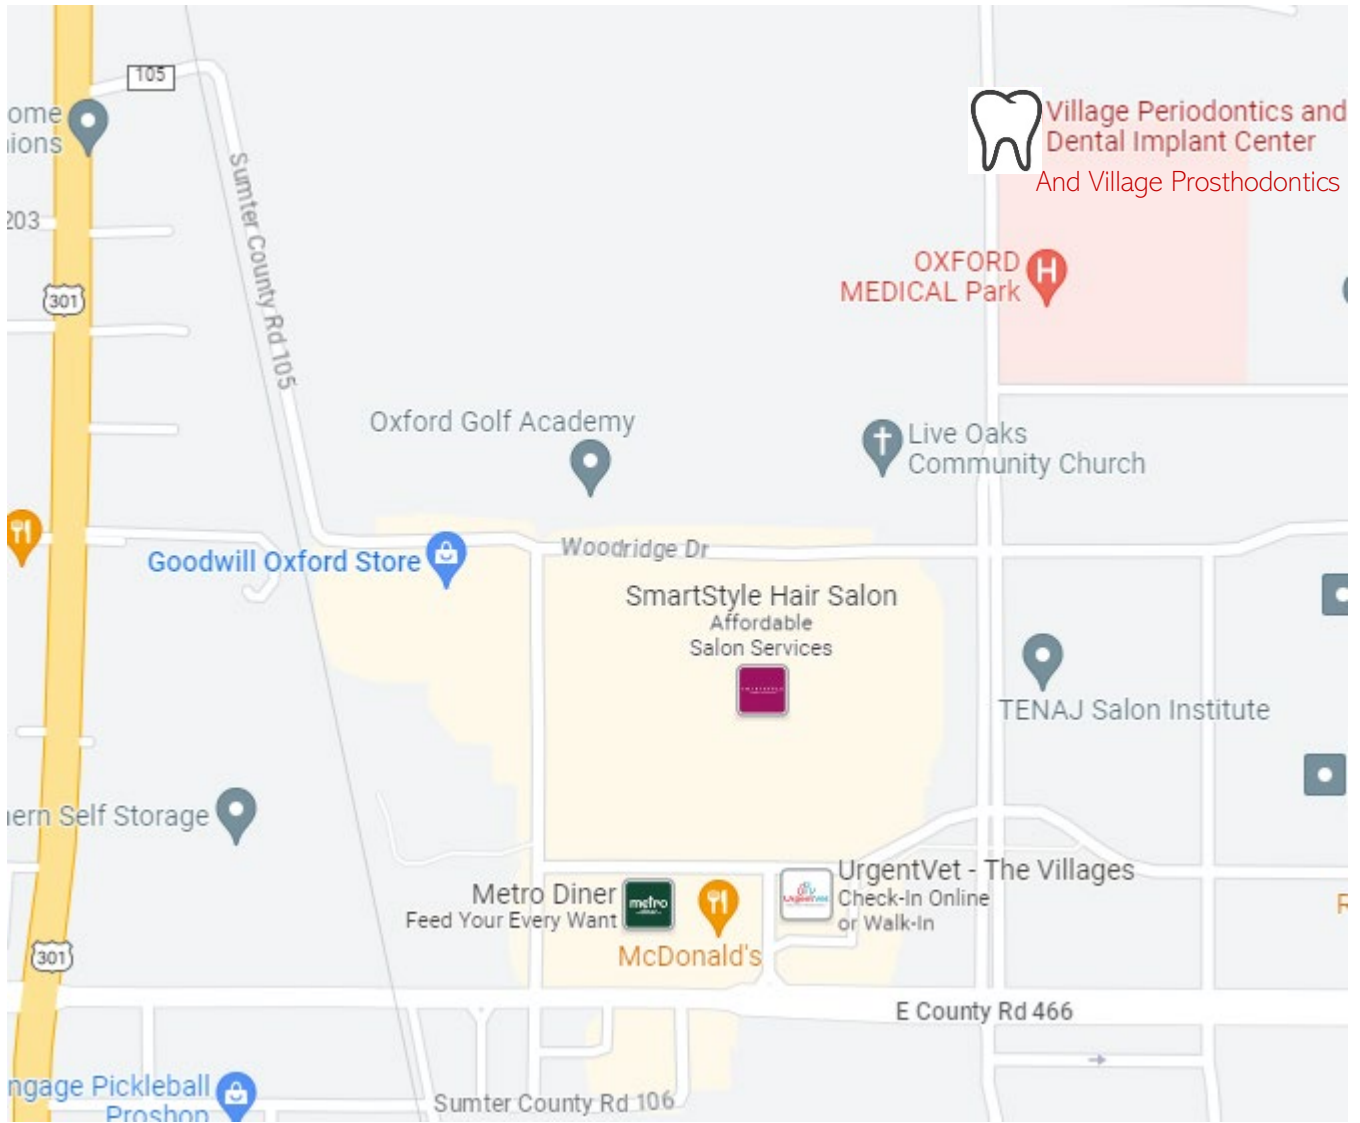 105
ome
ions
Village Periodontics and
Dental Implant Center
And Village Prosthodontics
Sumter County Rd 105
203
OXFORD
MEDICAL Park
H
301
Oxford Golf Academy
Live Oaks
Community Church
Woodridge Dr
Goodwill Oxford Store
SmartStyle Hair Salon
Affordable
Salon Services
TENAJ Salon Institute
hern Self Storage
UrgentVet - The Villages
Check-In Online
or Walk-In
Metro Diner
Feed Your Every Want
metro
UrgentVet
McDonald's
R
301
E County Rd 466
ngage Pickleball
Proshop
Sumter County Rd 106